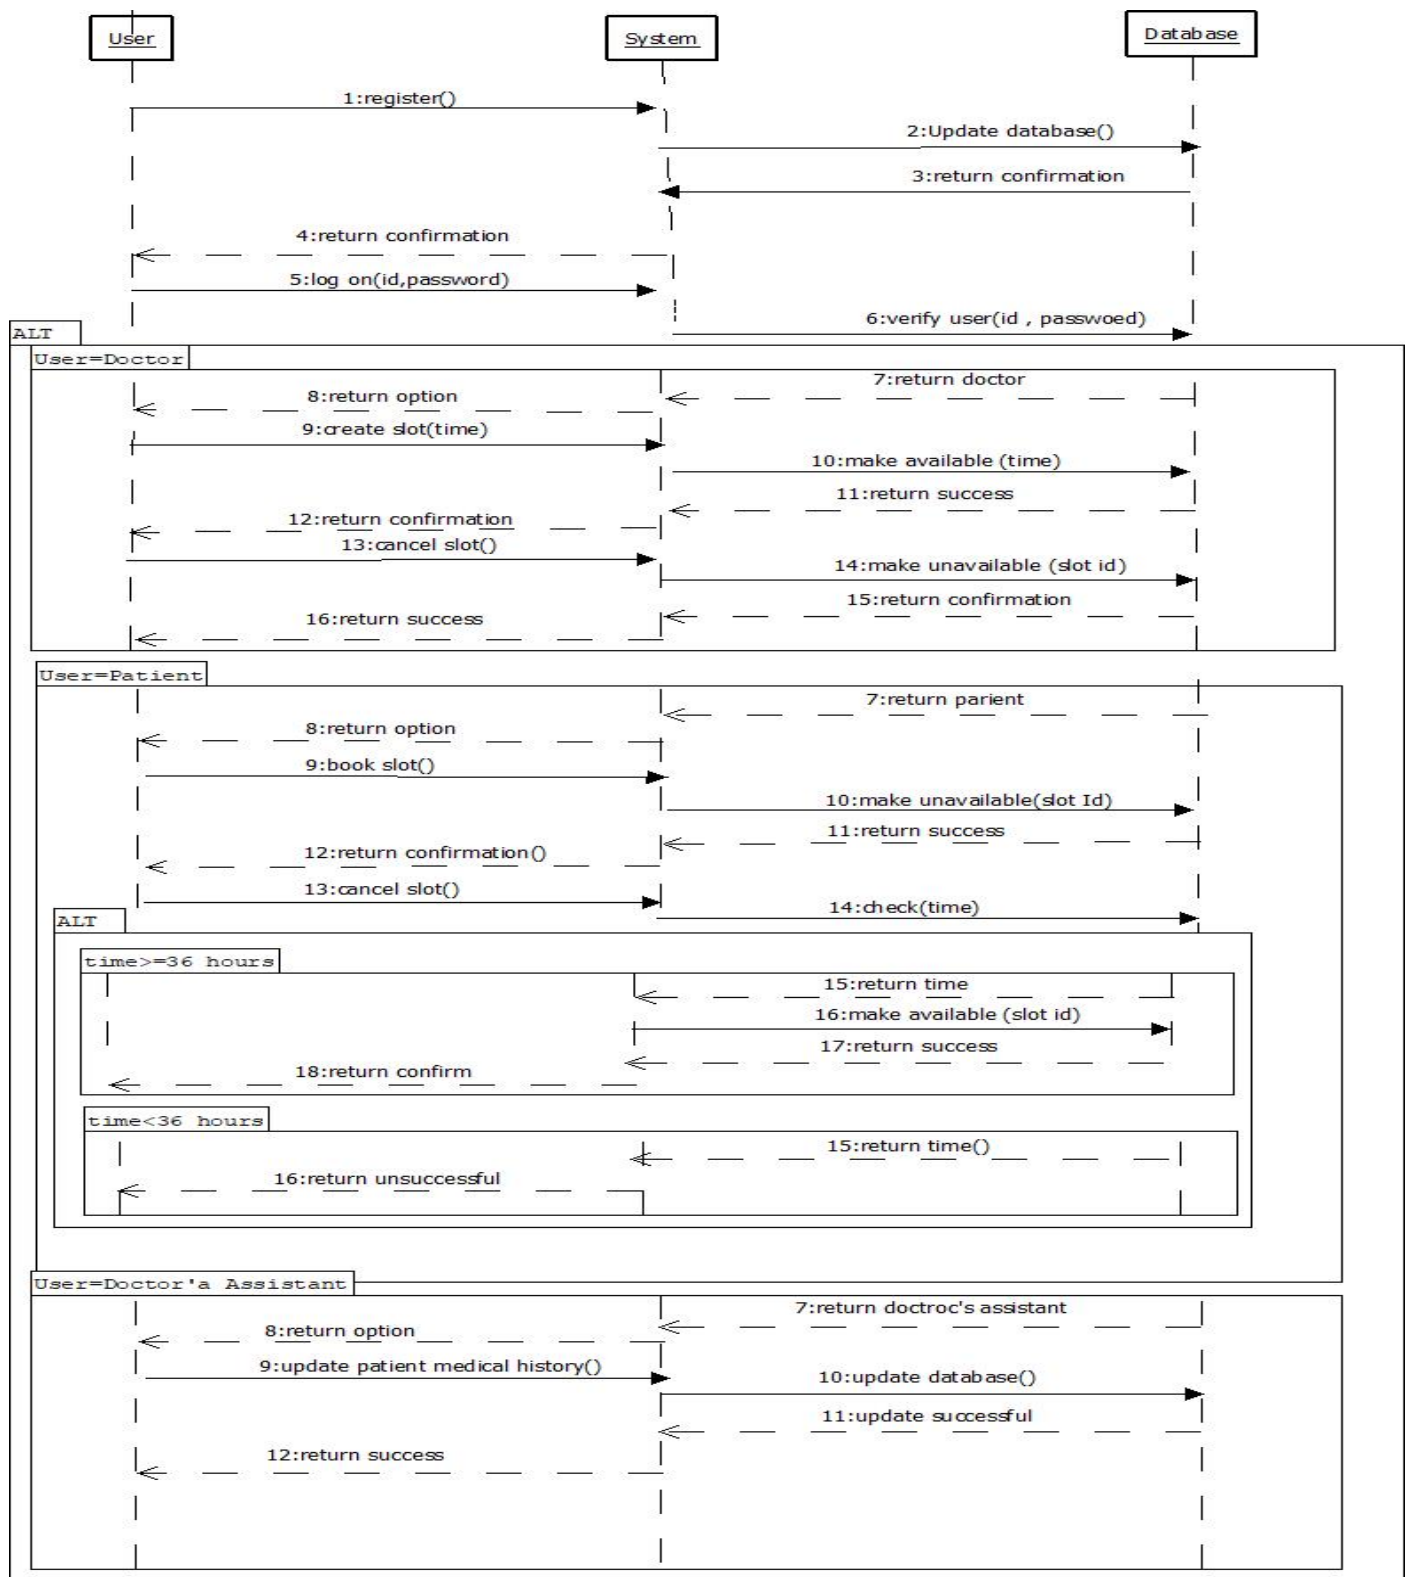 User
System
Database
1:register()
2:Update database()
3:return confirmation
4:return confirmation
5:log on(id,password)
6:verify user(id , passwoed)
ALT
User=Doctor
7:return doctor
8:return option
9:create slot(time)
10:make available (time)
11:return success
12:return confirmation
13:cancel slot()
14:make unavailable (slot id)
15:return confirmation
16:return success
User=Patient
7:return parient
8:return option
9:book slot()
10:make unavailable(slot Id)
11:return success
12:return confirmation()
13:cancel slot()
14:check(time)
ALT
time>=36 hours
15:return time
16:make available (slot id)
17:return success
18:return confirm
time<36 hours
15:return time()
16:return unsuccessful
User=Doctor'a Assistant
7:return doctroc's assistant
8:return option
9:update patient medical history()
10:update database()
11:update successful
12:return success